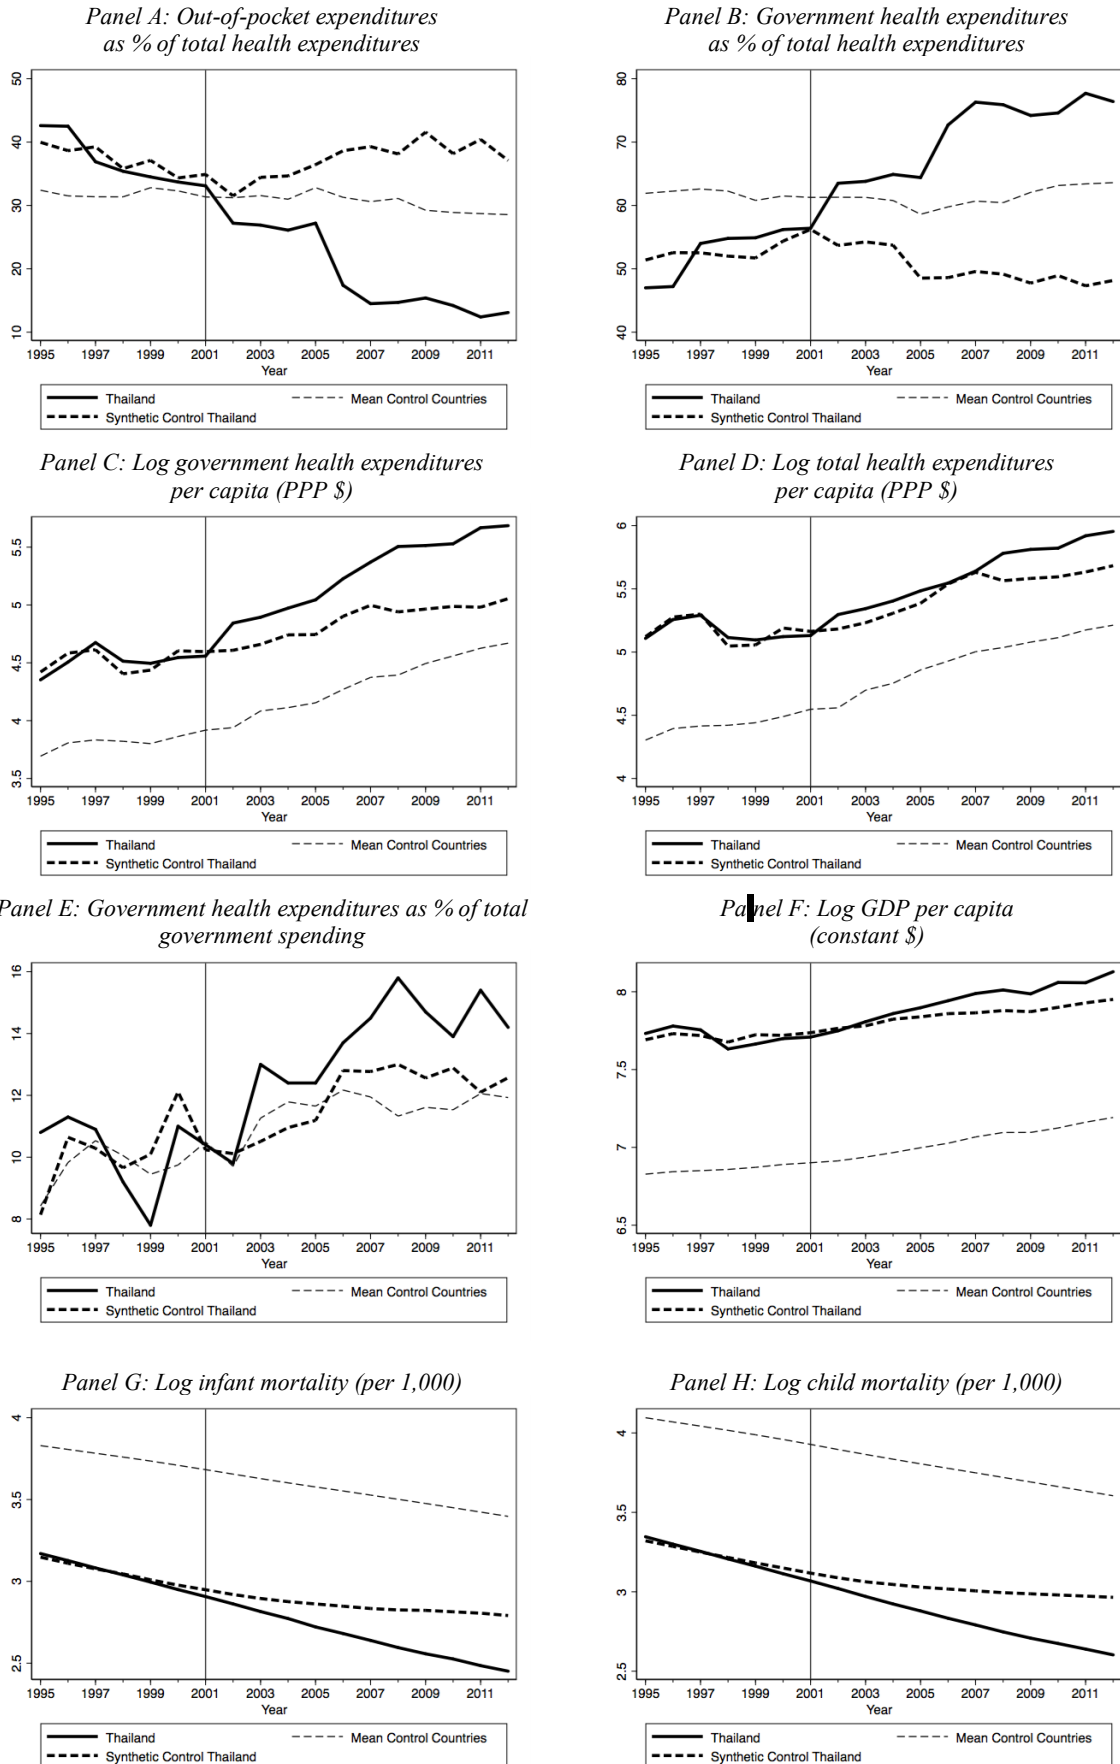 Panel A: Out-of-pocket expenditures
as % of total health expenditures
50
40
30
20
10
1995 1997 1999 2001 2003 2005 2007 2009 2011
Year
Thailand
Mean Control Countries
Synthetic Control Thailand
Panel B: Government health expenditures
as % of total health expenditures
80
70
60
50
40
1995 1997 1999 2001 2003 2005 2007 2009 2011
Year
Thailand
Mean Control Countries
Synthetic Control Thailand
Panel C: Log government health expenditures
per capita (PPP $)
5.5
5
4.5
4
3.5
1995 1997 1999 2001 2003 2005 2007 2009 2011
Year
Thailand
Mean Control Countries
Synthetic Control Thailand
Panel D: Log total health expenditures
per capita (PPP $)
6
5.5
5
4.5
4
1995 1997 1999 2001 2003 2005 2007 2009 2011
Year
Thailand
Mean Control Countries
Synthetic Control Thailand
Panel E: Government health expenditures as % of total
government spending
16
14
12
10
8
1995 1997 1999 2001 2003 2005 2007 2009 2011
Year
Thailand
Mean Control Countries
Synthetic Control Thailand
Panel F: Log GDP per capita
(constant $)
8
7.5
7
6.5
1995 1997 1999 2001 2003 2005 2007 2009 2011
Year
Thailand
Mean Control Countries
Synthetic Control Thailand
Panel G: Log infant mortality (per 1,000)
4
3.5
3
2.5
1995 1997 1999 2001 2003 2005 2007 2009 2011
Year
Thailand
Mean Control Countries
Synthetic Control Thailand
Panel H: Log child mortality (per 1,000)
4
3.5
3
2.5
1995 1997 1999 2001 2003 2005 2007 2009 2011
Year
Thailand
Mean Control Countries
Synthetic Control Thailand